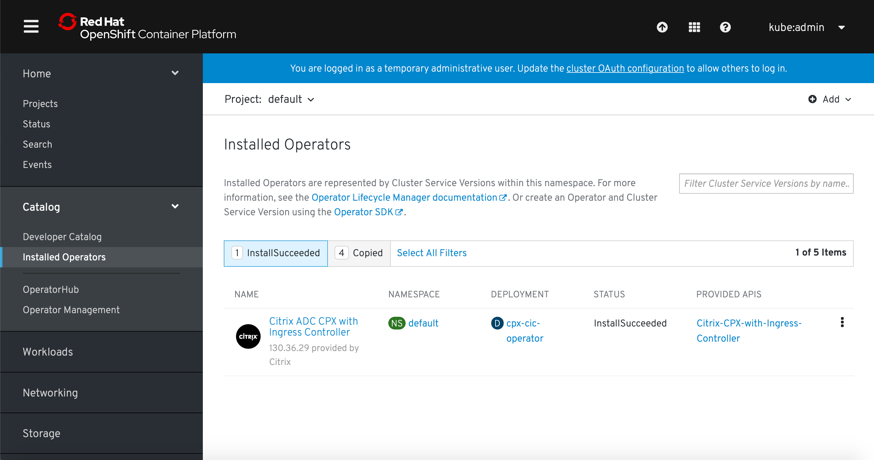 Red Hat
OpenShift Container Platform
kube:admin
Home
Projects
Status
Search
Events
Catalog
Developer Catalog
Installed Operators
OperatorHub
Operator Management
Workloads
Networking
Storage
You are logged in as a temporary administrative user. Update the cluster OAuth configuration to allow others to log in.
Project: default
Add
Installed Operators
Installed Operators are represented by Cluster Service Versions within this namespace. For more
information, see the Operator Lifecycle Manager documentation. Or create an Operator and Cluster
Service Version using the Operator SDK.
Filter Cluster Service Versions by name..
1 InstallSucceeded 4 Copied Select All Filters 1 of 5 Items
NAME NAMESPACE DEPLOYMENT STATUS PROVIDED APIS
citrix
Citrix ADC CPX with
Ingress Controller
130.36.29 provided by
Citrix
NS default
D cpx-cic-
operator
InstallSucceeded
Citrix-CPX-with-Ingress-
Controller